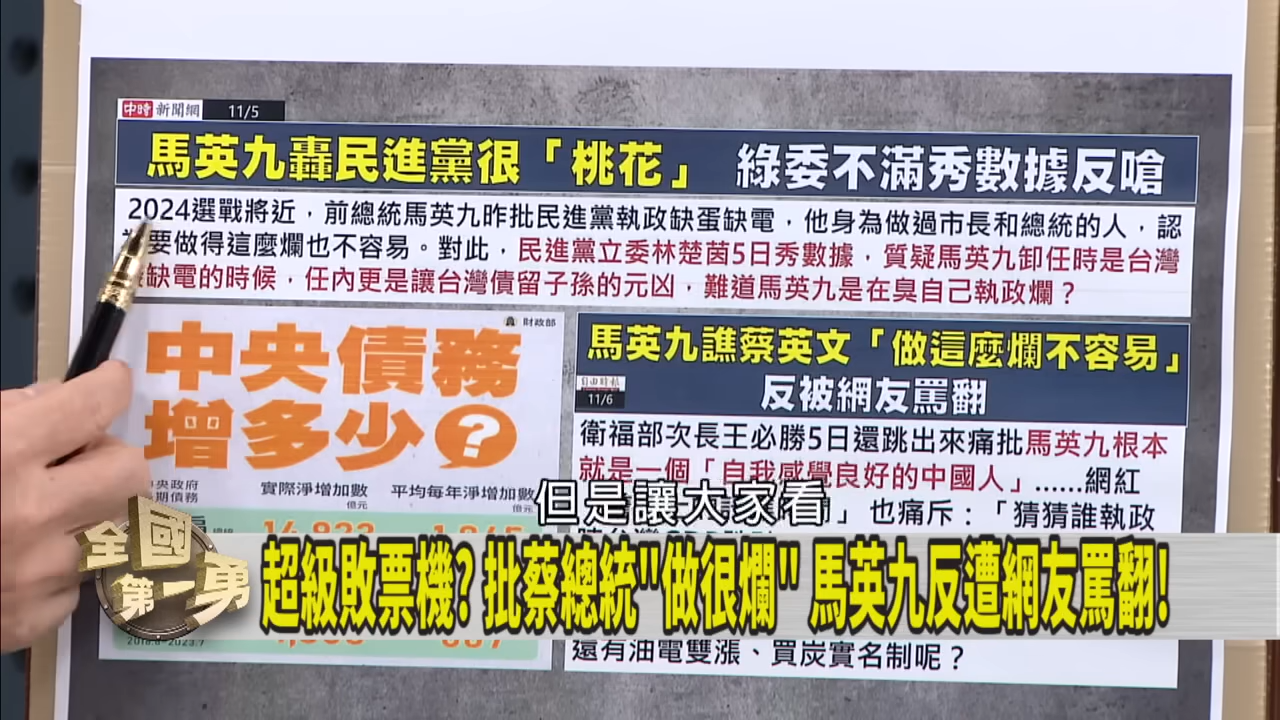 中時 新聞網 11/5
馬英九轟民進黨很「桃花」 綠委不滿秀數據反嗆
2024選戰將近，前總統馬英九昨批民進黨執政缺蛋缺電，他身為做過市長和總統的人，認
要做得這麼爛也不容易。對此，民進黨立委林楚茵5日秀數據，質疑馬英九卸任時是台灣
缺電的時候，任內更是讓台灣債留子孫的元凶，難道馬英九是在臭自己執政爛？
財政部
中央債務
增多少?
央政府
期債務
實際淨增加數
億元
平均每年淨增加數
億元
馬英九譙蔡英文「做這麼爛不容易」
自由時報
11/6
反被網友罵翻
衛福部次長王必勝5日還跳出來痛批馬英九根本
就是一個「自我感覺良好的中國人」……網紅
」也痛斥：「猜猜誰執政
還有油電雙漲、買炭實名制呢？
但是讓大家看
全國第一勇
超級敗票機? 批蔡總統"做很爛" 馬英九反遭網友罵翻!